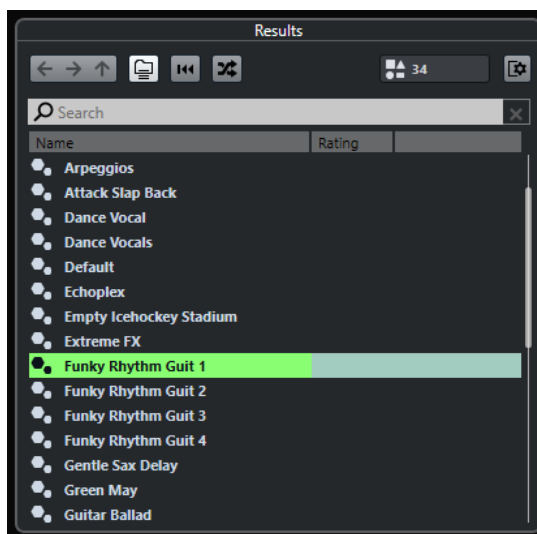 Results
34
Search
Name Rating
Arpeggios
Attack Slap Back
Dance Vocal
Dance Vocals
Default
Echoplex
Empty Icehockey Stadium
Extreme FX
Funky Rhythm Guit 1
Funky Rhythm Guit 2
Funky Rhythm Guit 3
Funky Rhythm Guit 4
Gentle Sax Delay
Green May
Guitar Ballad